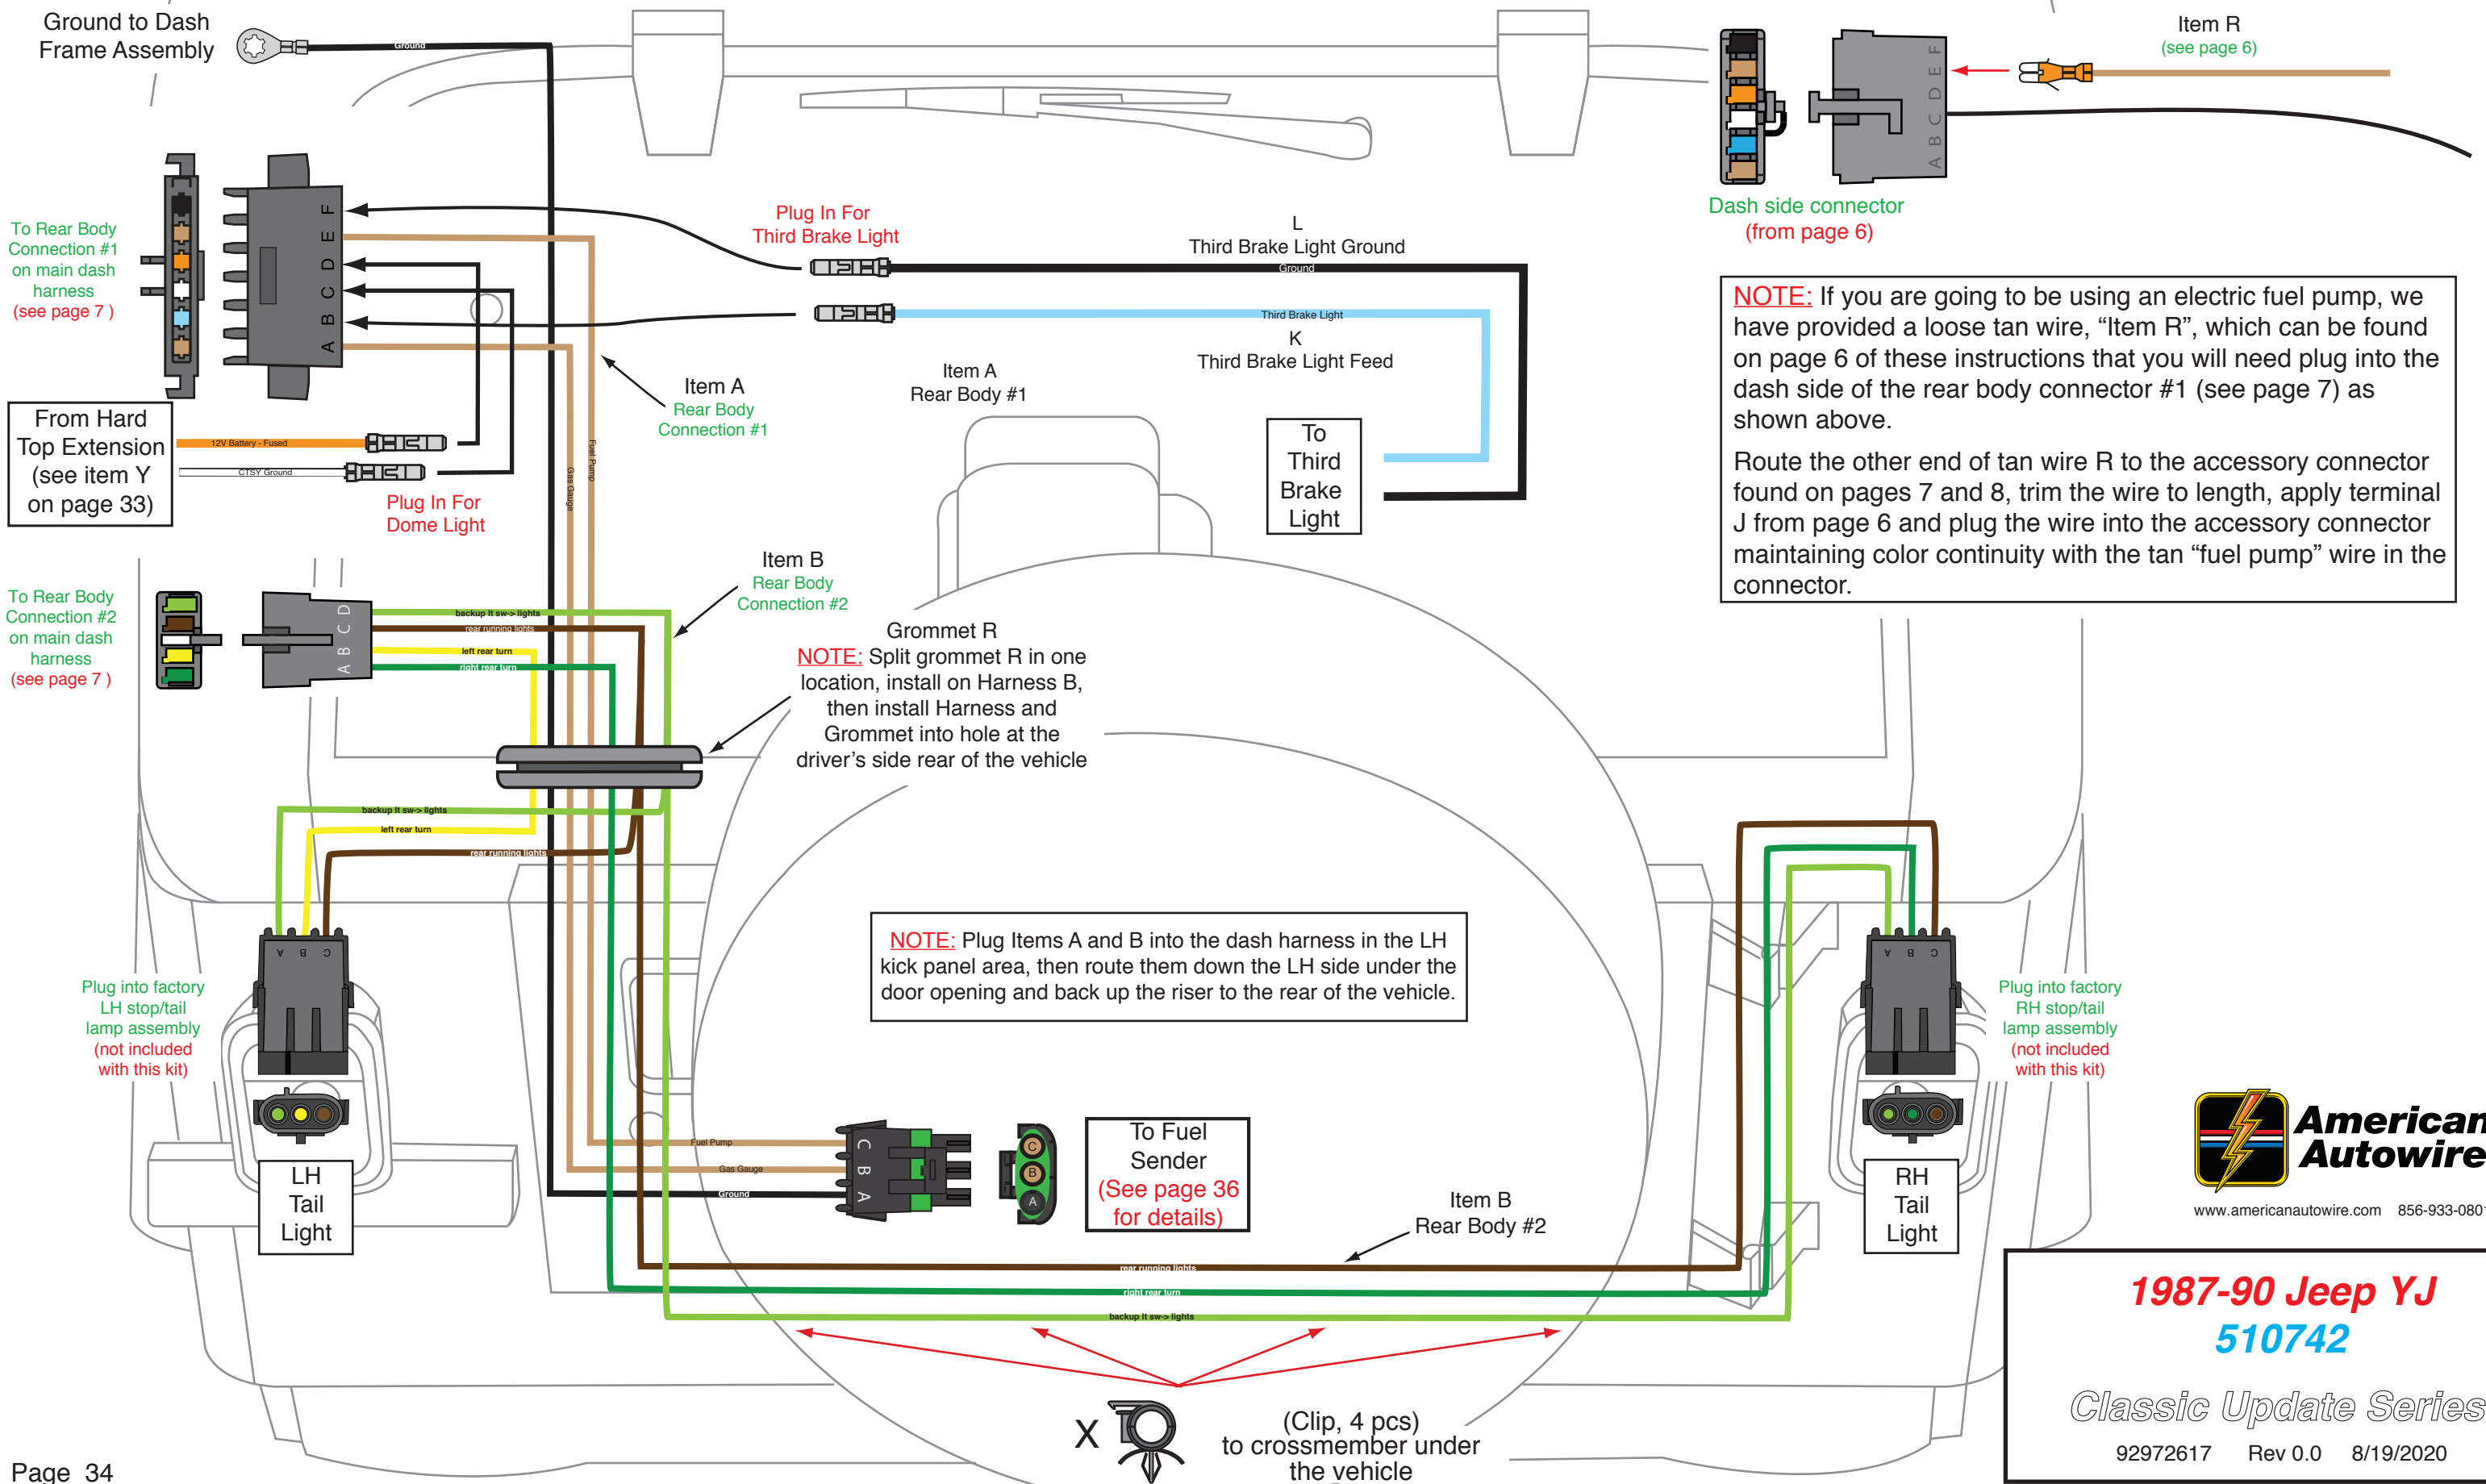 Ground to Dash
Frame Assembly
Ground
Item R
(see page 6)
A B C D E F
Dash side connector
(from page 6)
To Rear Body
Connection #1
on main dash
harness
(see page 7 )
A B C D E F
Plug In For
Third Brake Light
L
Third Brake Light Ground
Ground
Third Brake Light
K
Third Brake Light Feed
Item A
Rear Body
Connection #1
Item A
Rear Body #1
To
Third
Brake
Light
From Hard
Top Extension
(see item Y
on page 33)
12V Battery - Fused
CTSY Ground
Plug In For
Dome Light
Fuel Pump
Gas Gauge
NOTE: If you are going to be using an electric fuel pump, we
have provided a loose tan wire, “Item R”, which can be found
on page 6 of these instructions that you will need plug into the
dash side of the rear body connector #1 (see page 7) as
shown above.
Route the other end of tan wire R to the accessory connector
found on pages 7 and 8, trim the wire to length, apply terminal
J from page 6 and plug the wire into the accessory connector
maintaining color continuity with the tan “fuel pump” wire in the
connector.
To Rear Body
Connection #2
on main dash
harness
(see page 7 )
A B C D
backup lt sw-> lights
rear running lights
left rear turn
right rear turn
Item B
Rear Body
Connection #2
Grommet R
NOTE: Split grommet R in one
location, install on Harness B,
then install Harness and
Grommet into hole at the
driver’s side rear of the vehicle
backup lt sw-> lights
left rear turn
rear running lights
A B C
Plug into factory
LH stop/tail
lamp assembly
(not included
with this kit)
LH
Tail
Light
NOTE: Plug Items A and B into the dash harness in the LH
kick panel area, then route them down the LH side under the
door opening and back up the riser to the rear of the vehicle.
A B C
Plug into factory
RH stop/tail
lamp assembly
(not included
with this kit)
RH
Tail
Light
Fuel Pump
Gas Gauge
Ground
C
B
A
C
B
A
To Fuel
Sender
(See page 36
for details)
Item B
Rear Body #2
rear running lights
right rear turn
backup lt sw-> lights
X
(Clip, 4 pcs)
to crossmember under
the vehicle
American
Autowire
www.americanautowire.com 856-933-0801
1987-90 Jeep YJ
510742
Classic Update Series
92972617 Rev 0.0 8/19/2020
Page 34